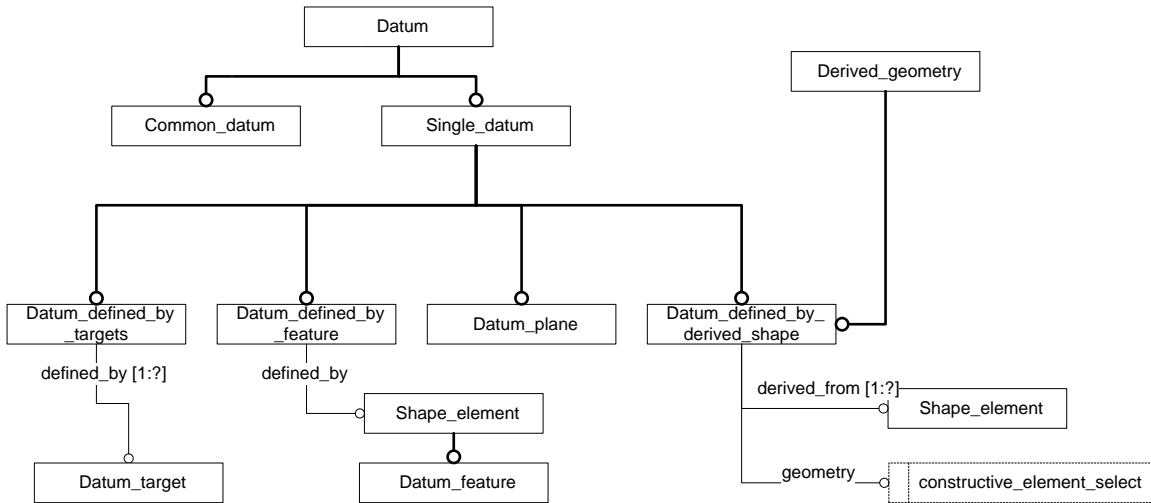 Datum
Derived_geometry
Common_datum
Single_datum
Datum_defined_by
_targets
Datum_defined_by
_feature
Datum_plane
Datum_defined_by_
derived_shape
defined_by [1:?]
defined_by
derived_from [1:?]
Shape_element
Shape_element
Datum_target
Datum_feature
geometry
constructive_element_select